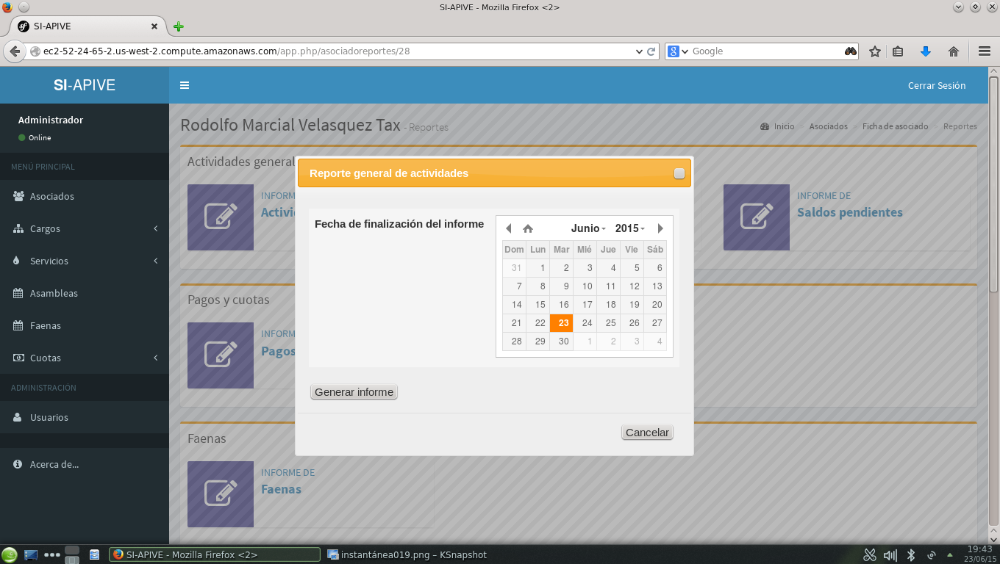 SI-APIVE - Mozilla Firefox <2>
SI-APIVE
ec2-52-24-65-2.us-west-2.compute.amazonaws.com/app.php/asociadoreportes/28
Google
SI-APIVE
Cerrar Sesión
Administrador
Online
MENÚ PRINCIPAL
Asociados
Cargos
Servicios
Asambleas
Faenas
Cuotas
ADMINISTRACIÓN
Usuarios
Acerca de...
Rodolfo Marcial Velasquez Tax - Reportes
Inicio > Asociados > Ficha de asociado > Reportes
Actividades general
INFORM
Activi
INFORME DE
Saldos pendientes
Pagos y cuotas
INFORM
Pagos
Faenas
INFORME DE
Faenas
Reporte general de actividades
Fecha de finalización del informe
Junio 2015
Dom Lun Mar Mié Jue Vie Sáb
31 1 2 3 4 5 6
7 8 9 10 11 12 13
14 15 16 17 18 19 20
21 22 23 24 25 26 27
28 29 30 1 2 3 4
Generar informe
Cancelar
SI-APIVE - Mozilla Firefox <2>
instantánea019.png – KSnapshot
19:43
23/06/15